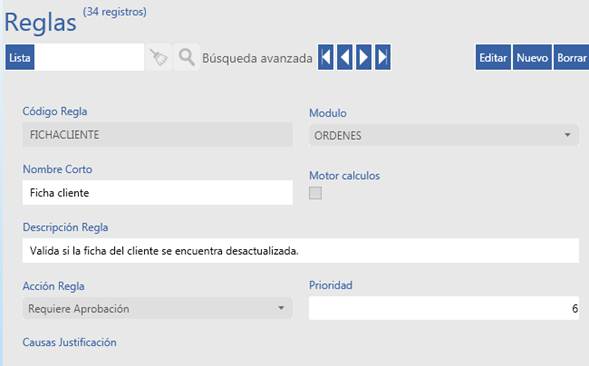 Reglas (34 registros)
Lista Búsqueda avanzada Editar Nuevo Borrar
Código Regla Modulo
FICHACLIENTE ORDENES
Nombre Corto Motor calculos
Ficha cliente
Descripción Regla
Valida si la ficha del cliente se encuentra desactualizada.
Acción Regla Prioridad
Requiere Aprobación 6
Causas Justificación